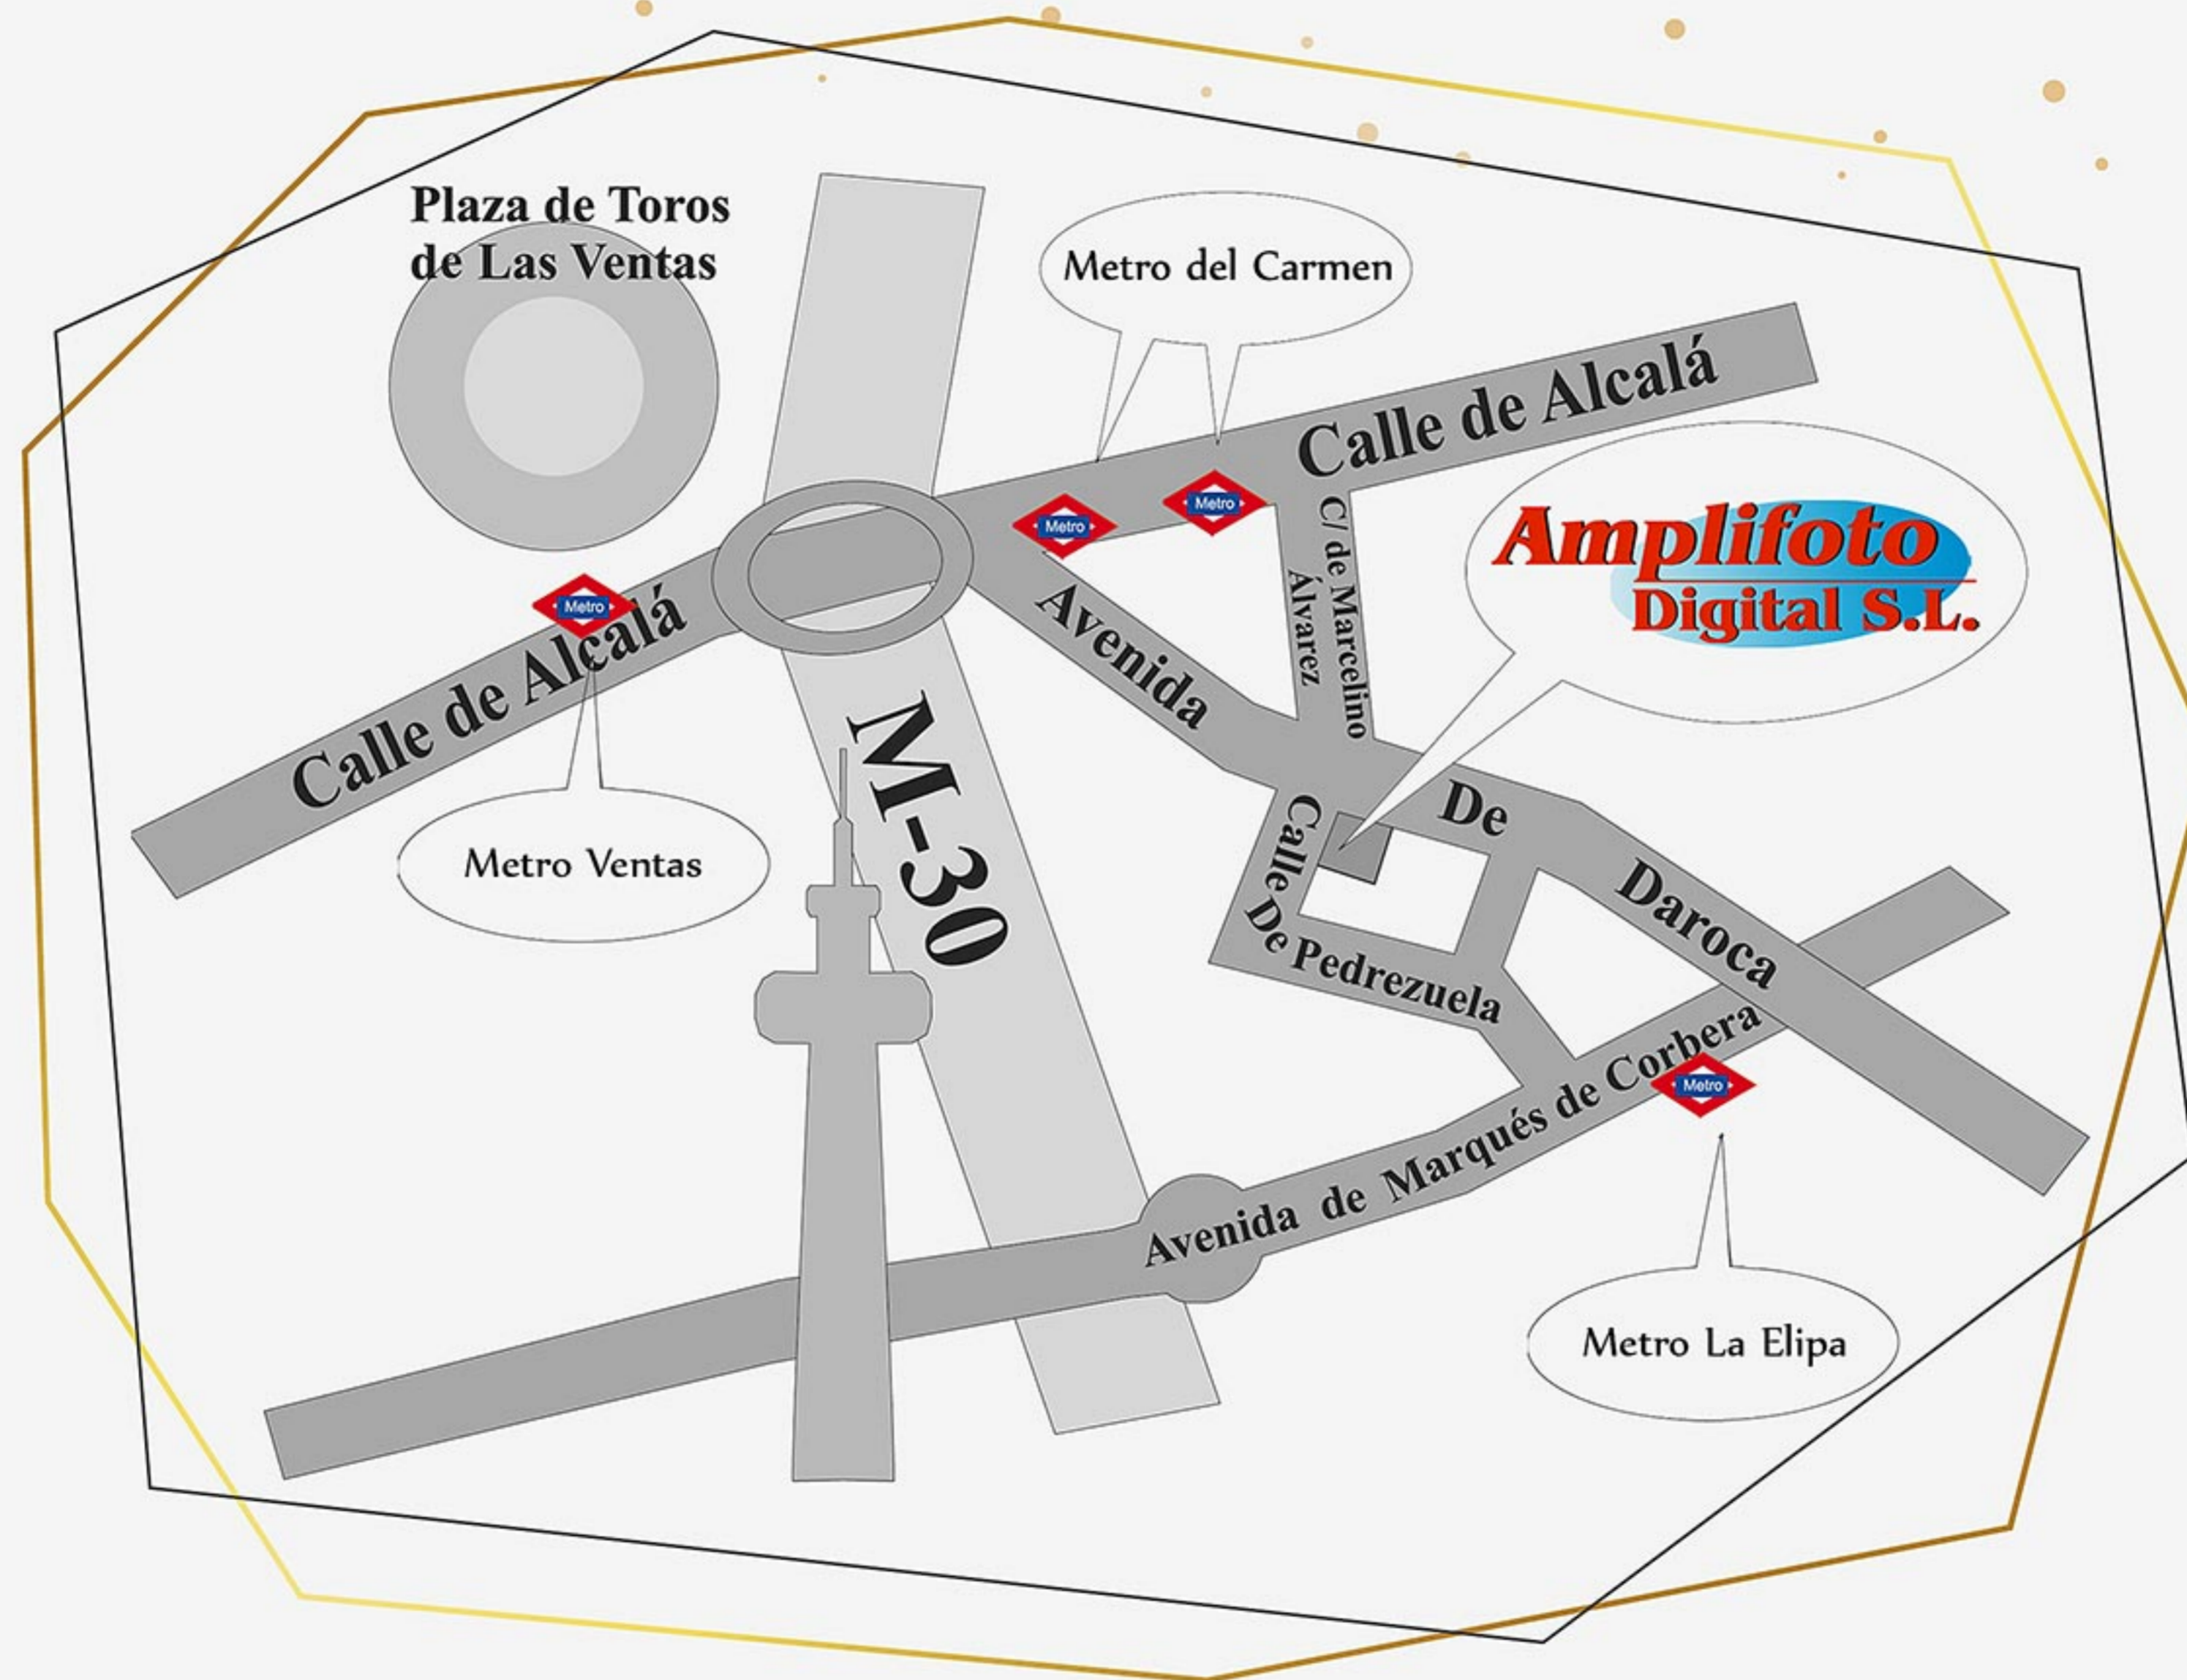 Plaza de Toros
de Las Ventas
Metro del Carmen
Calle de Alcalá
Metro
Metro
C/ de Marcelino
Álvarez
Amplifoto
Digital S.L.
Metro
Calle de Alcalá
Avenida
De
Daroca
M-30
Metro Ventas
Calle
De Pedrezuela
Avenida de Marqués de Corbera
Metro
Metro La Elipa